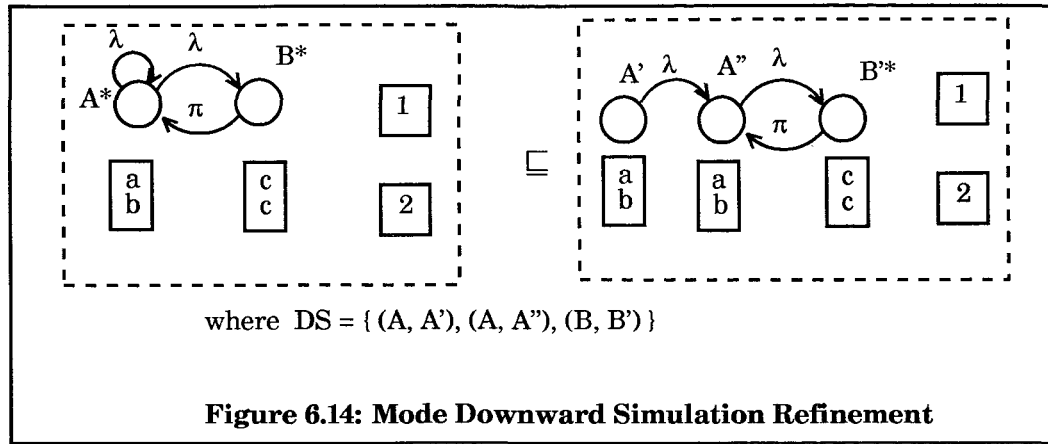 λ λ B*
A* π 1
a
b
c
c
2
⊑
A' λ A" λ B'*
π 1
a
b
a
b
c
c
2
where DS = { (A, A'), (A, A"), (B, B') }
Figure 6.14: Mode Downward Simulation Refinement